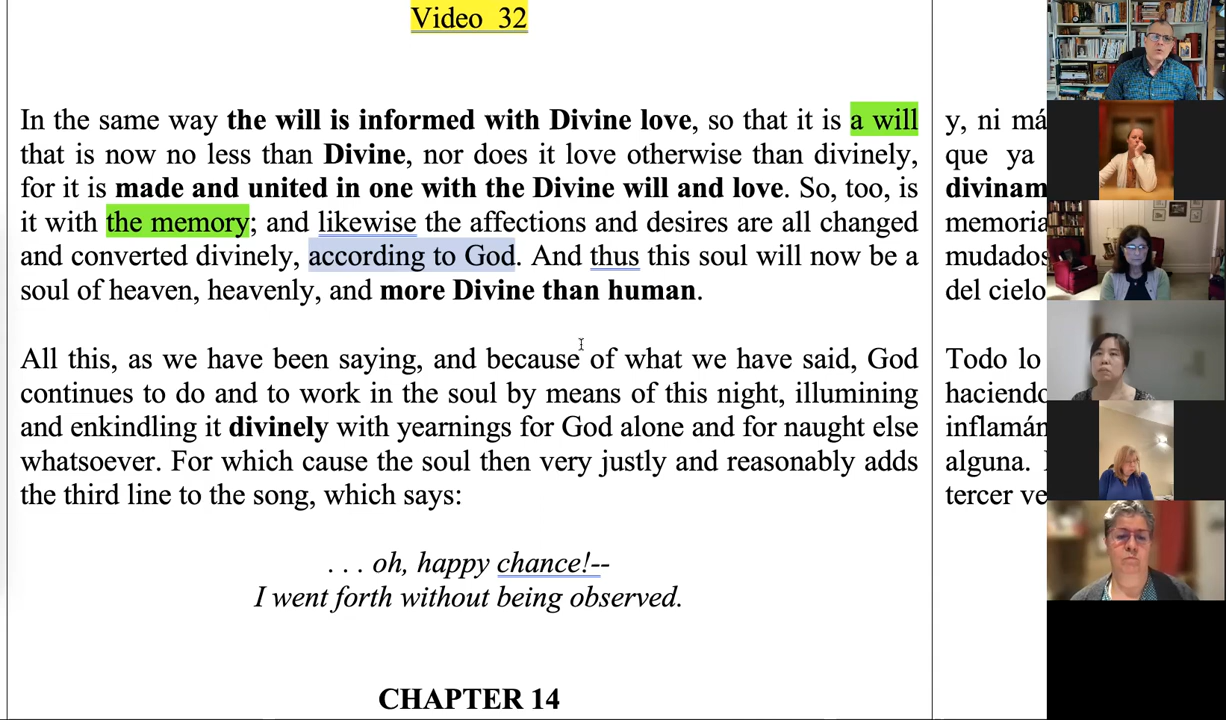 Video 32
In the same way the will is informed with Divine love, so that it is a will
that is now no less than Divine, nor does it love otherwise than divinely,
for it is made and united in one with the Divine will and love. So, too, is
it with the memory; and likewise the affections and desires are all changed
and converted divinely, according to God. And thus this soul will now be a
soul of heaven, heavenly, and more Divine than human.
All this, as we have been saying, and because of what we have said, God
continues to do and to work in the soul by means of this night, illumining
and enkindling it divinely with yearnings for God alone and for naught else
whatsoever. For which cause the soul then very justly and reasonably adds
the third line to the song, which says:
. . . oh, happy chance!--
I went forth without being observed.
CHAPTER 14
y, ni má
que ya
divinam
memoria
mudados
del cielo
Todo lo
haciendo
inflamán
alguna.
tercer ve